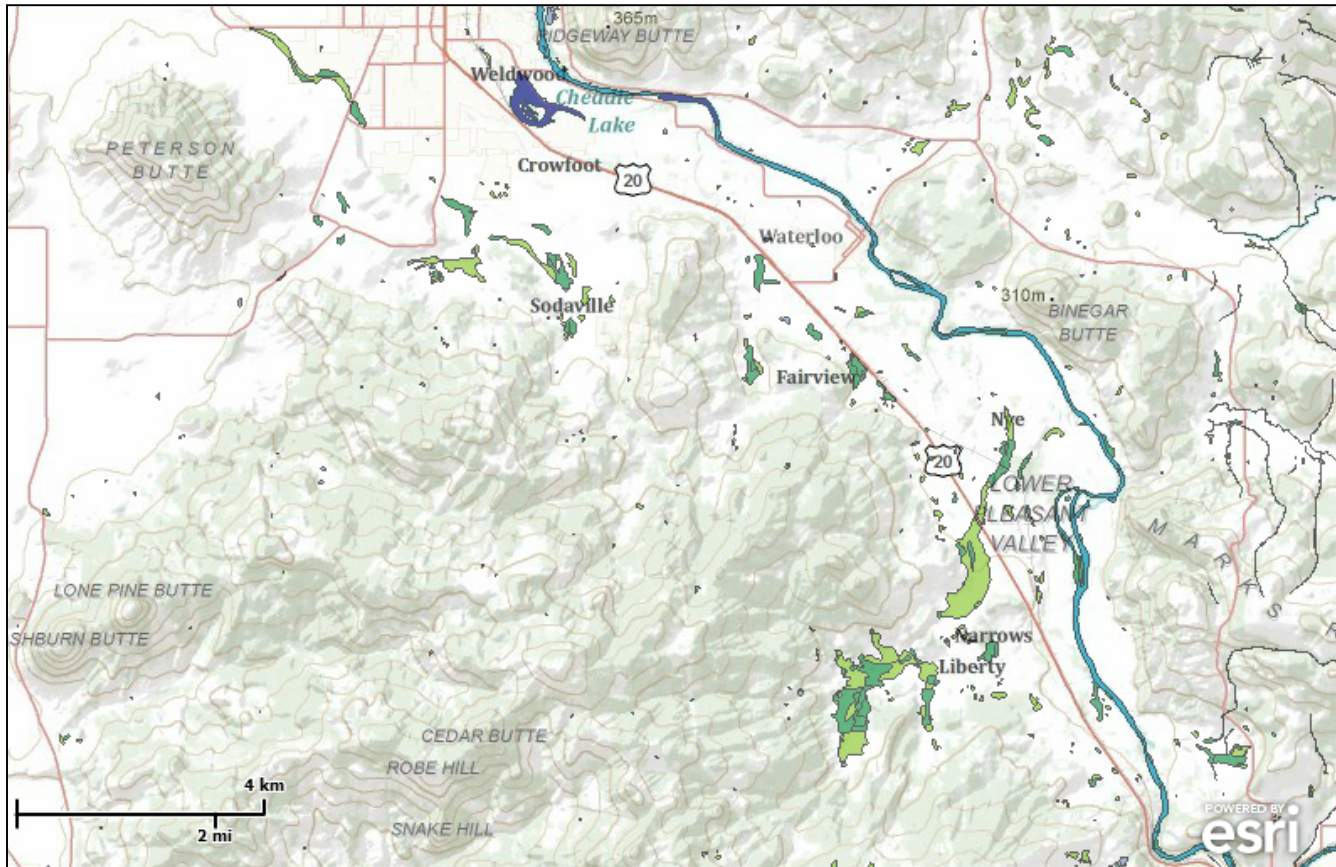 365m
RIDGEWAY BUTTE
Weldwood
Cheadle
Lake
PETERSON
BUTTE
Crowfoot
20
Waterloo
310m
Sodaville
BINEGAR
BUTTE
Fairview
Nye
20
LOWER
PLEASANT
VALLEY
MARKS R
LONE PINE BUTTE
SHBURN BUTTE
Narrows
Liberty
CEDAR BUTTE
ROBE HILL
4 km
2 mi
SNAKE HILL
POWERED BY
esri